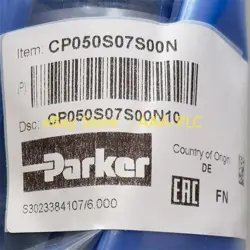 Item: CP050S07S00N
(P)
Dsc: CP050S07S00N10
Parker
Country of Origin
DE
EAC FN
S3023384107/6.000